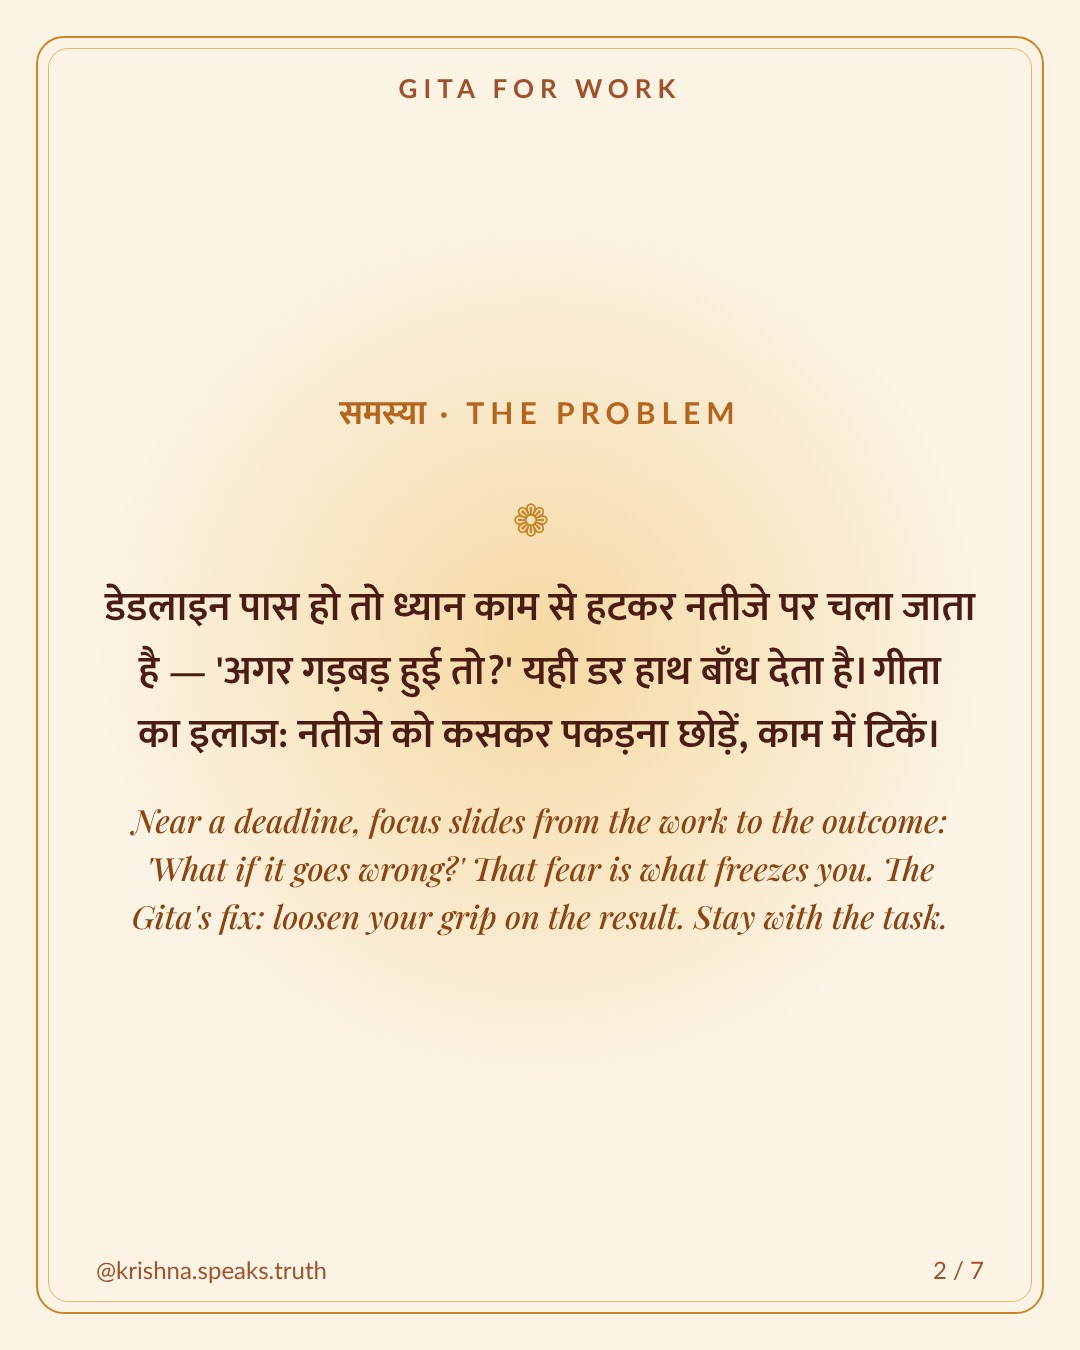 GITA FOR WORK
समस्या · THE PROBLEM
डेडलाइन पास हो तो ध्यान काम से हटकर नतीजे पर चला जाता
है — 'अगर गड़बड़ हुई तो?' यही डर हाथ बाँध देता है। गीता
का इलाज: नतीजे को कसकर पकड़ना छोड़ें, काम में टिकें।
Near a deadline, focus slides from the work to the outcome:
'What if it goes wrong?' That fear is what freezes you. The
Gita's fix: loosen your grip on the result. Stay with the task.
@krishna.speaks.truth
2 / 7